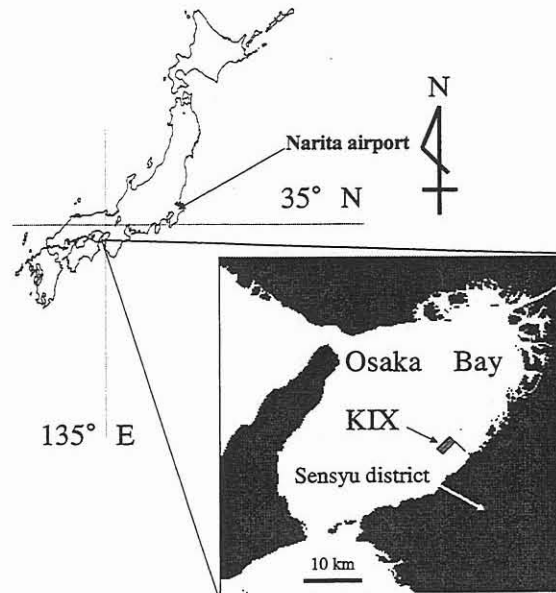 N
Narita airport
35° N
Osaka Bay
135° E
KIX
Sensyu district
10 km